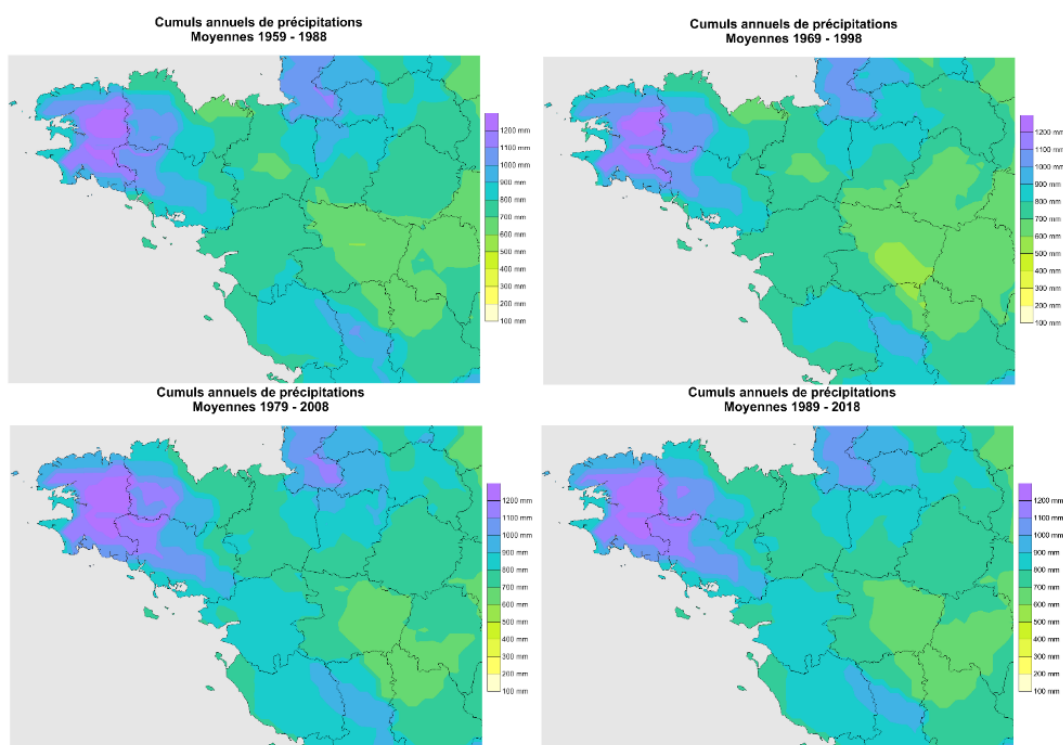 Cumuls annuels de précipitations
Moyennes 1959 - 1988
1200 mm
1100 mm
1000 mm
900 mm
800 mm
700 mm
600 mm
500 mm
400 mm
300 mm
200 mm
100 mm
Cumuls annuels de précipitations
Moyennes 1969 - 1998
1200 mm
1100 mm
1000 mm
900 mm
800 mm
700 mm
600 mm
500 mm
400 mm
300 mm
200 mm
100 mm
Cumuls annuels de précipitations
Moyennes 1979 - 2008
1200 mm
1100 mm
1000 mm
900 mm
800 mm
700 mm
600 mm
500 mm
400 mm
300 mm
200 mm
100 mm
Cumuls annuels de précipitations
Moyennes 1989 - 2018
1200 mm
1100 mm
1000 mm
900 mm
800 mm
700 mm
600 mm
500 mm
400 mm
300 mm
200 mm
100 mm